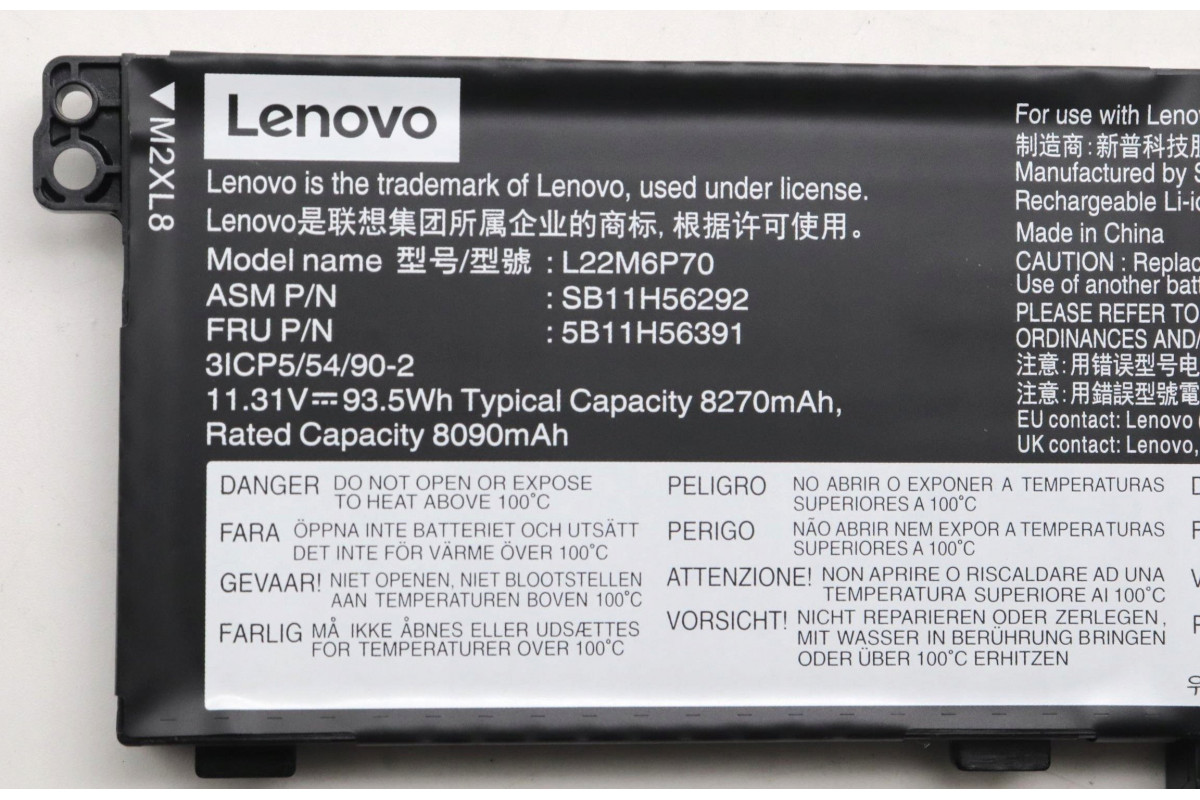 Lenovo
▼M2XL8
Lenovo is the trademark of Lenovo, used under license.
Lenovo是联想集团所属企业的商标, 根据许可使用。
Model name 型号/型號 : L22M6P70
ASM P/N : SB11H56292
FRU P/N : 5B11H56391
3ICP5/54/90-2
11.31V⎓93.5Wh Typical Capacity 8270mAh,
Rated Capacity 8090mAh
For use with Lenovo
制造商:新普科技
Manufactured by S
Rechargeable Li-io
Made in China
CAUTION : Replac
Use of another batt
PLEASE REFER TO
ORDINANCES AND/
注意:用错误型号电
注意:用錯誤型號電
EU contact: Lenovo
UK contact: Lenovo,
DANGER DO NOT OPEN OR EXPOSE
TO HEAT ABOVE 100°C
FARA ÖPPNA INTE BATTERIET OCH UTSÄTT
DET INTE FÖR VÄRME ÖVER 100°C
GEVAAR! NIET OPENEN, NIET BLOOTSTELLEN
AAN TEMPERATUREN BOVEN 100°C
FARLIG MÅ IKKE ÅBNES ELLER UDSÆTTES
FOR TEMPERATURER OVER 100°C
PELIGRO NO ABRIR O EXPONER A TEMPERATURAS
SUPERIORES A 100°C
PERIGO NÃO ABRIR NEM EXPOR A TEMPERATURAS
SUPERIORES A 100°C
ATTENZIONE! NON APRIRE O RISCALDARE AD UNA
TEMPERATURA SUPERIORE AI 100°C
VORSICHT! NICHT REPARIEREN ODER ZERLEGEN,
MIT WASSER IN BERÜHRUNG BRINGEN
ODER ÜBER 100°C ERHITZEN